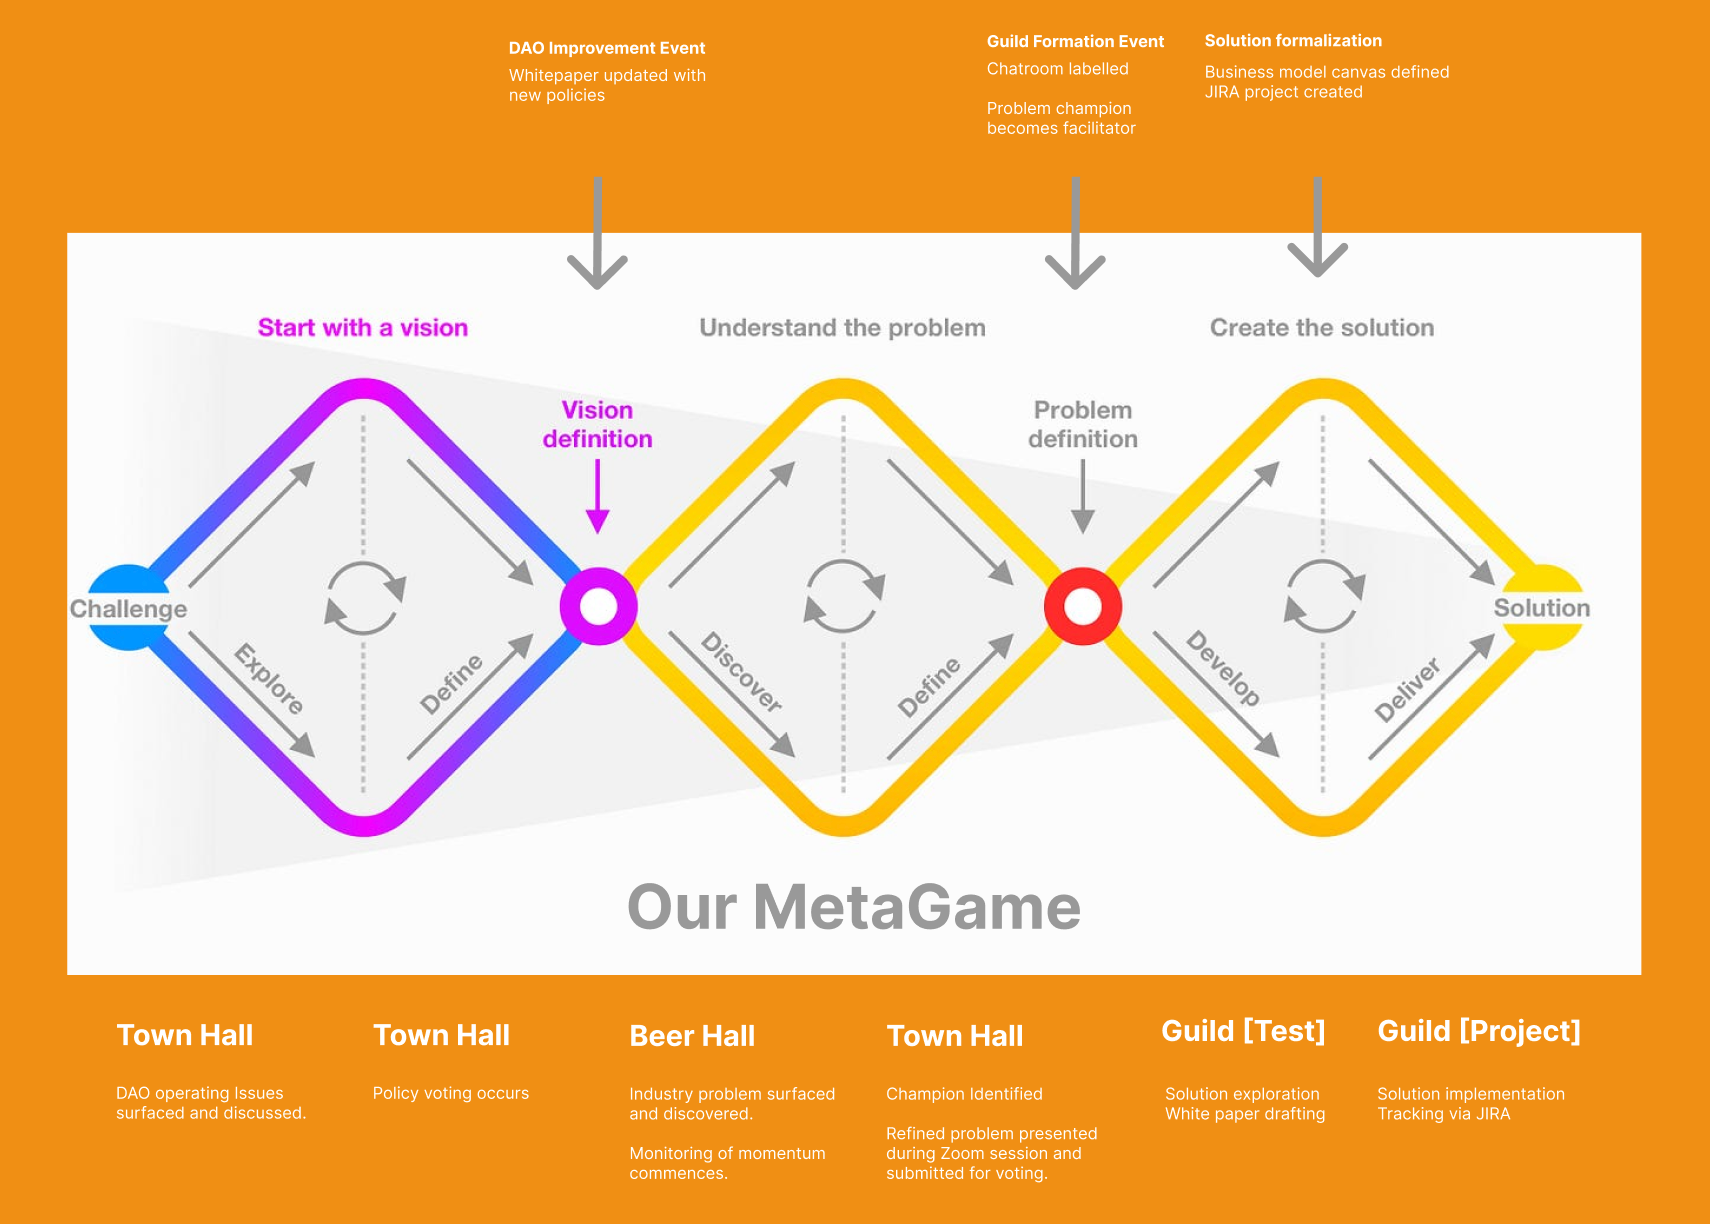 DAO Improvement Event
Whitepaper updated with
new policies
Guild Formation Event
Chatroom labelled
Problem champion
becomes facilitator
Solution formalization
Business model canvas defined
JIRA project created
Start with a vision
Understand the problem
Create the solution
Vision
definition
Problem
definition
Challenge
Explore
Define
Discover
Define
Develop
Deliver
Solution
Our MetaGame
Town Hall
DAO operating Issues
surfaced and discussed.
Town Hall
Policy voting occurs
Beer Hall
Industry problem surfaced
and discovered.
Monitoring of momentum
commences.
Town Hall
Champion Identified
Refined problem presented
during Zoom session and
submitted for voting.
Guild [Test]
Solution exploration
White paper drafting
Guild [Project]
Solution implementation
Tracking via JIRA